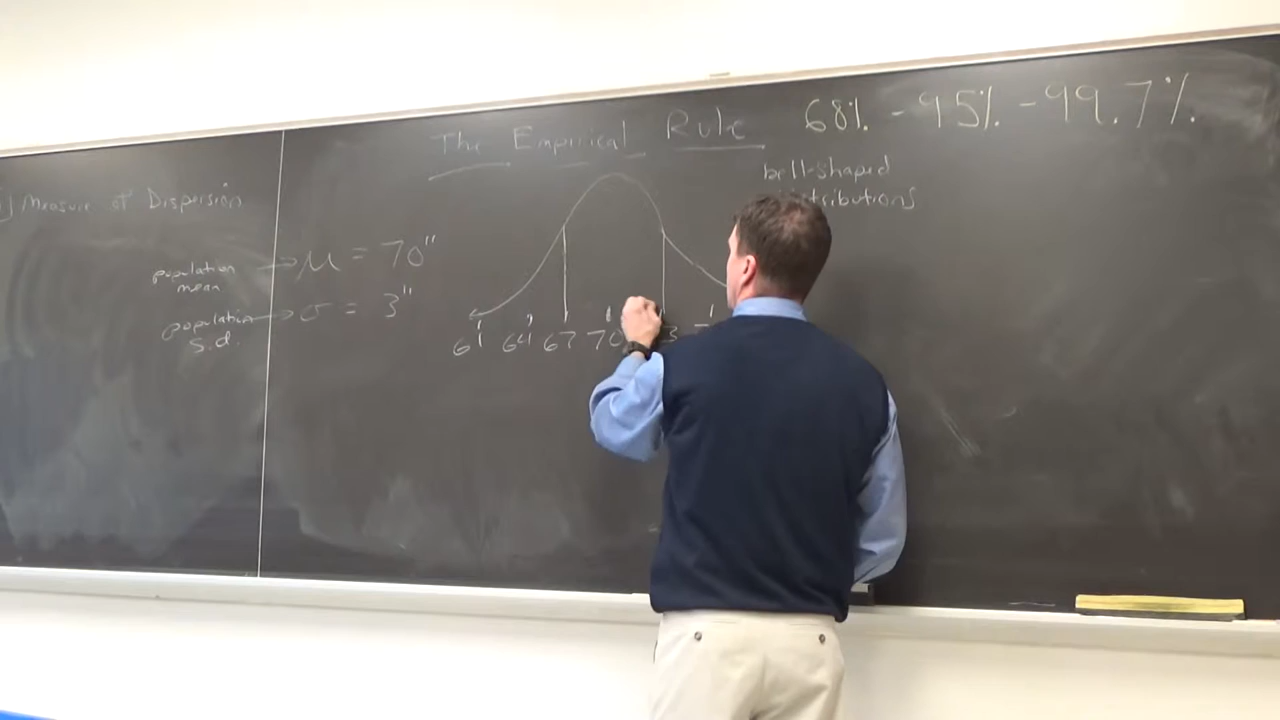 The Empirical Rule
68% - 95% - 99.7%
bell-shaped
1) Measure of Dispersion
population
mean
→ μ = 70"
population
s.d.
→ σ = 3"
61 64 67 70